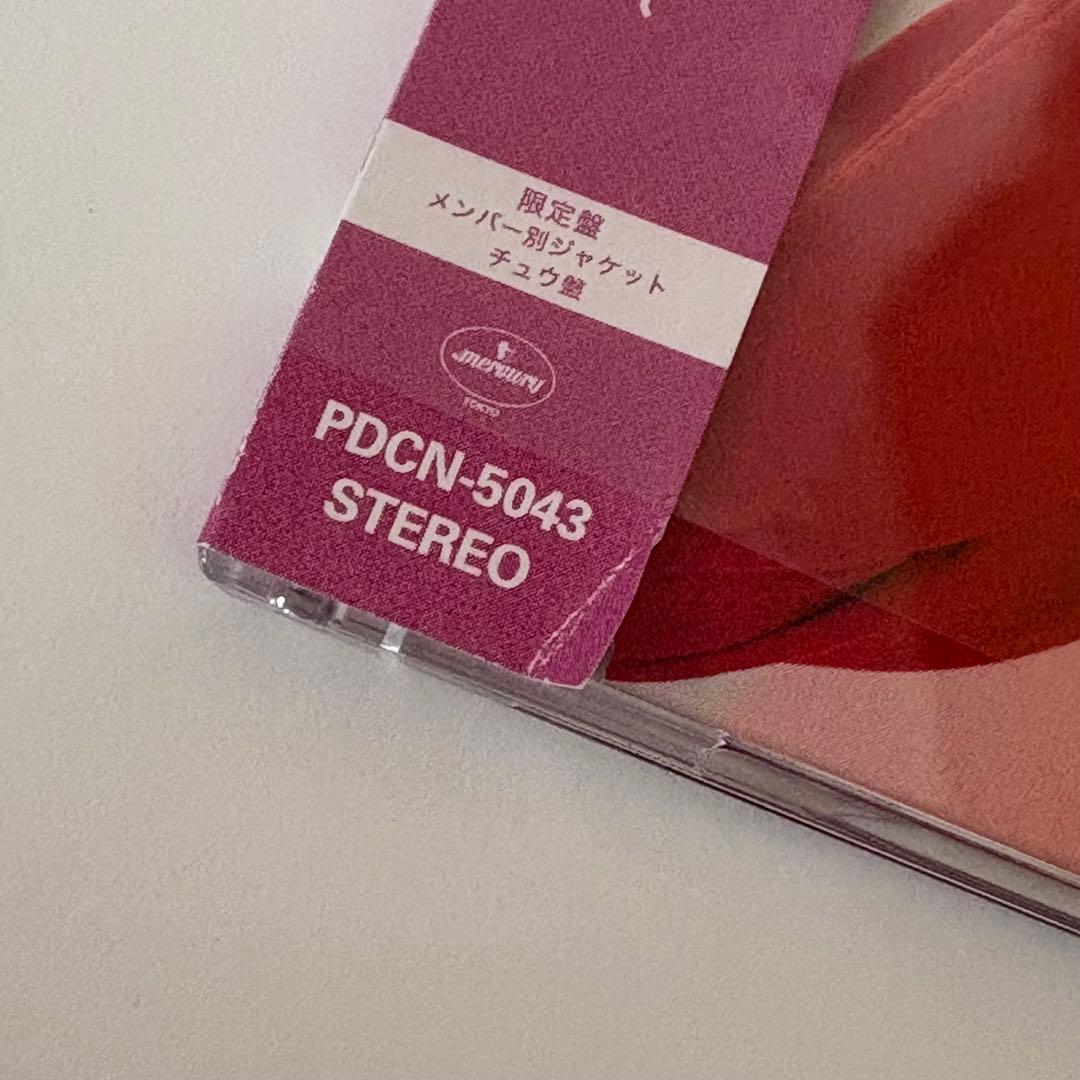 限定盤
メンバー別ジャケット
チュウ盤
mercury
TOKYO
PDCN-5043
STEREO